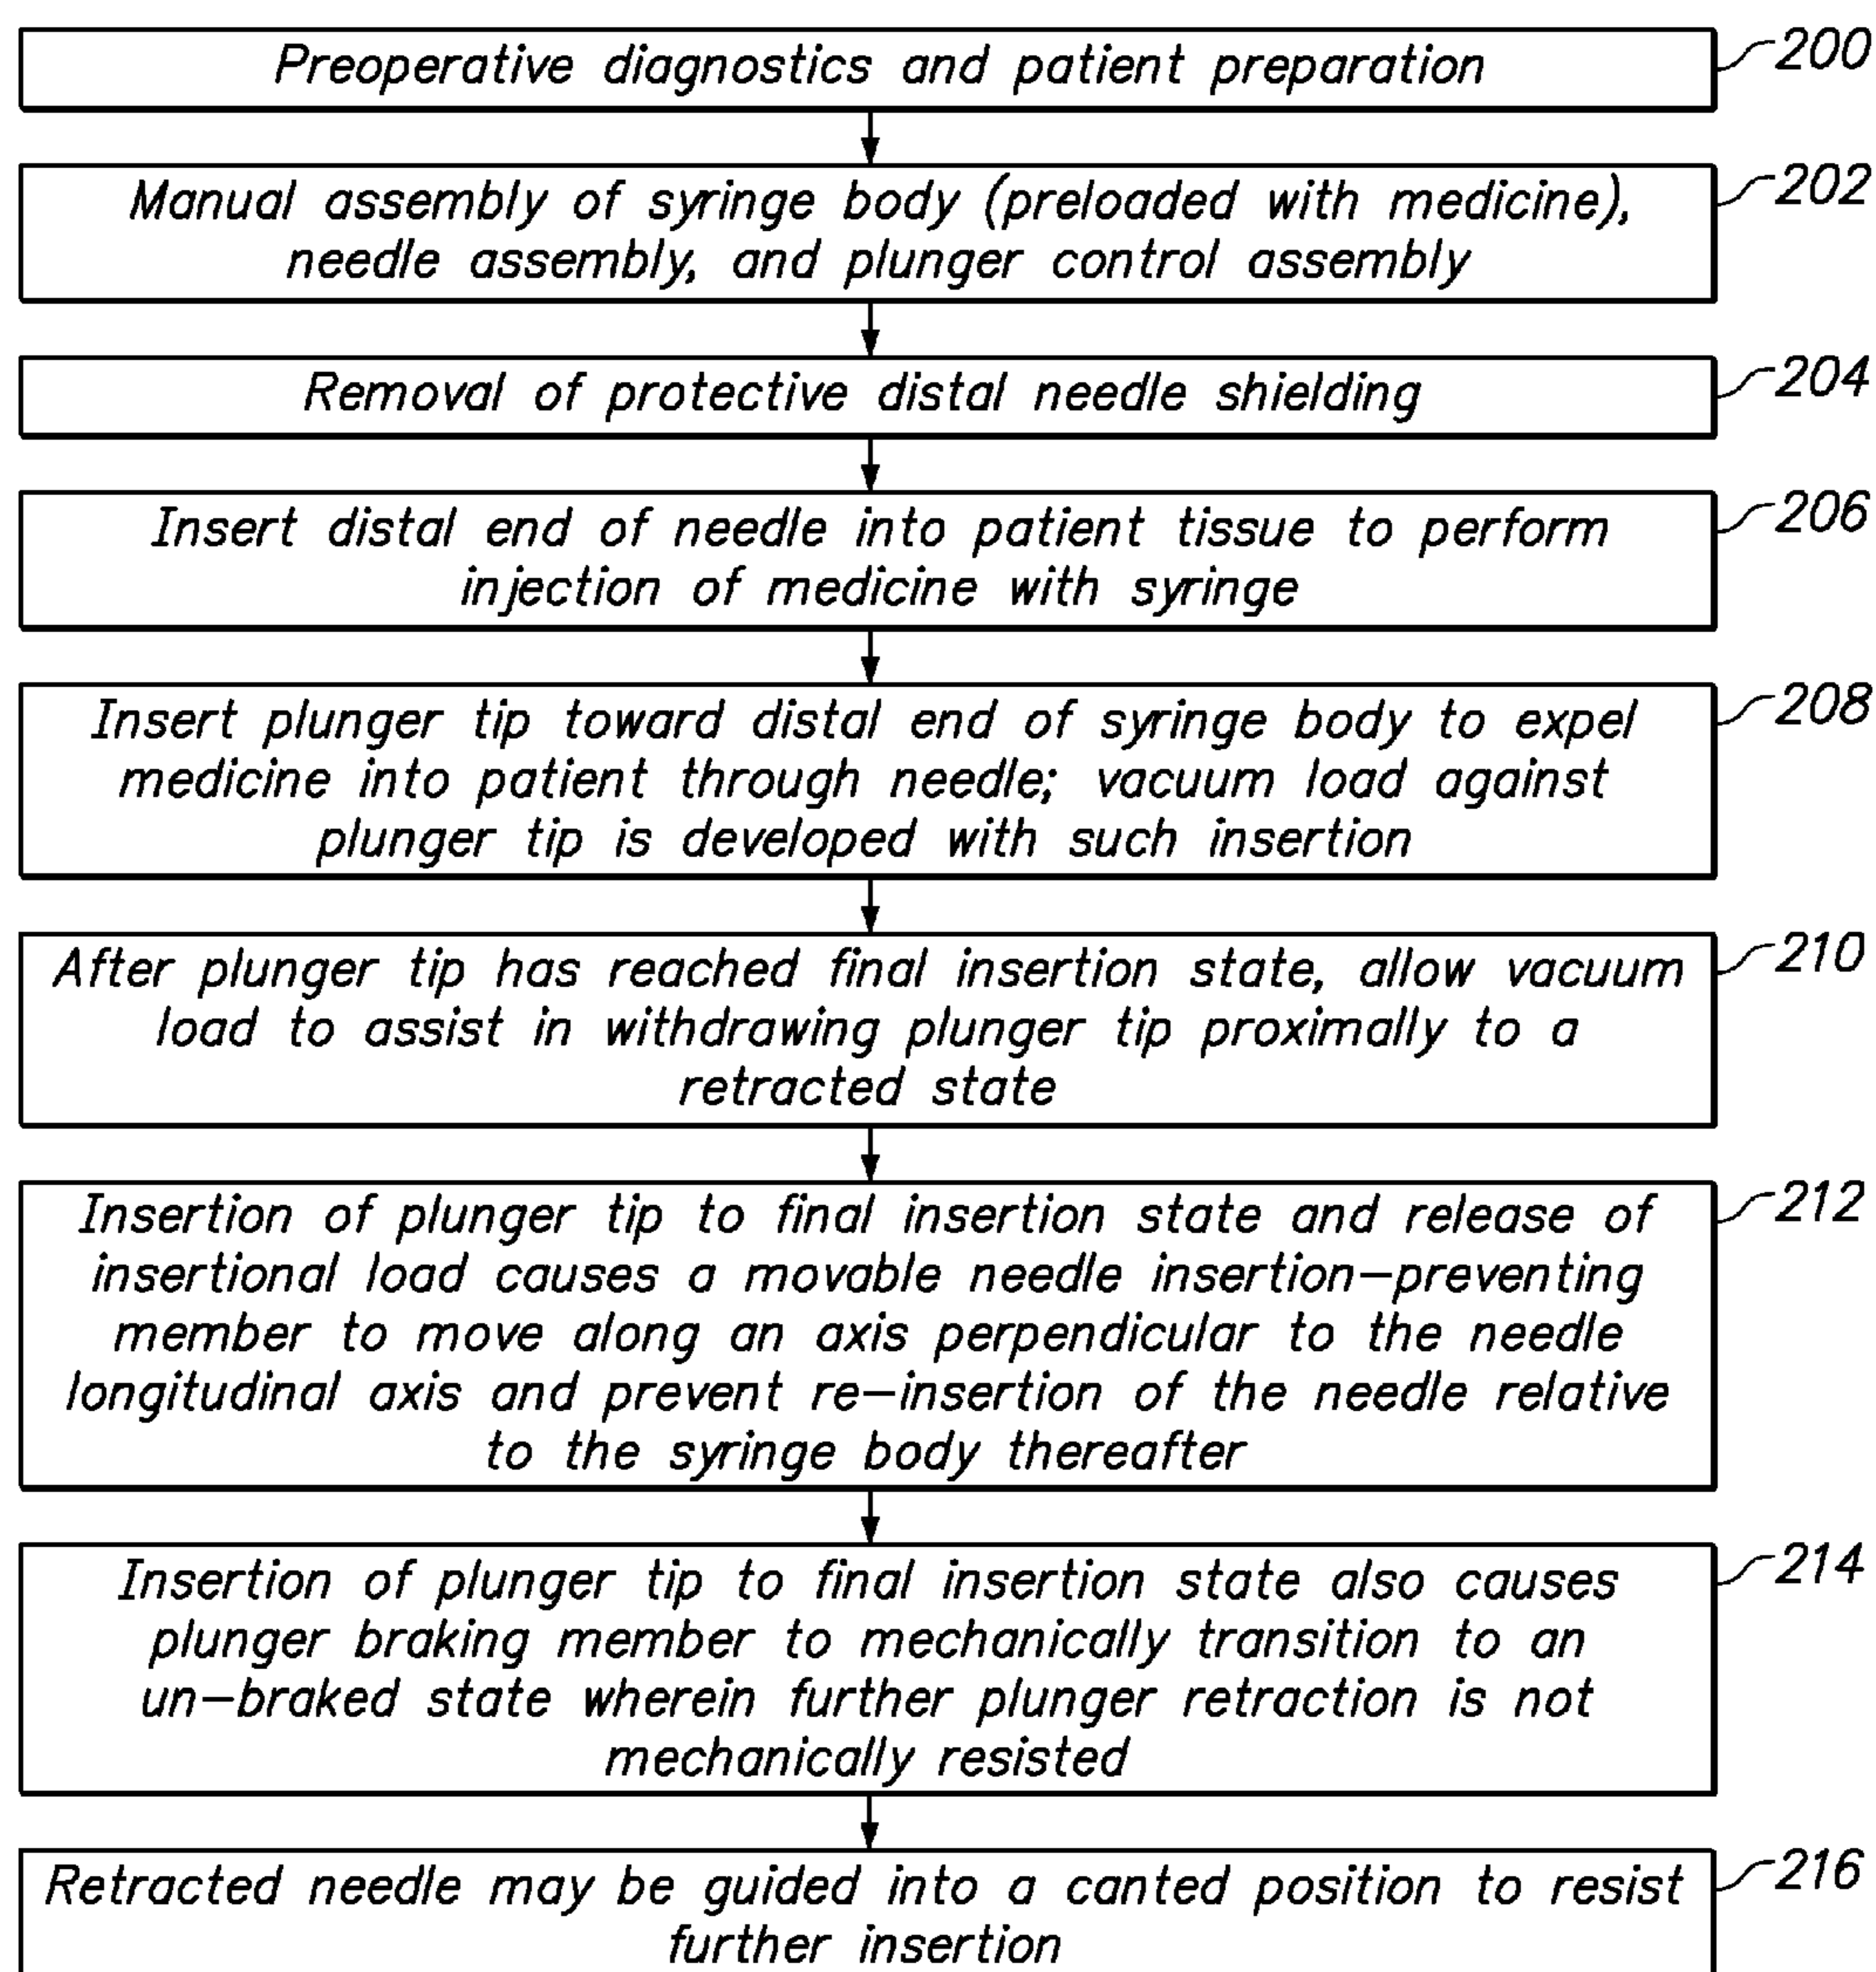 Preoperative diagnostics and patient preparation
200
Manual assembly of syringe body (preloaded with medicine),
needle assembly, and plunger control assembly
202
Removal of protective distal needle shielding
204
Insert distal end of needle into patient tissue to perform
injection of medicine with syringe
206
Insert plunger tip toward distal end of syringe body to expel
medicine into patient through needle; vacuum load against
plunger tip is developed with such insertion
208
After plunger tip has reached final insertion state, allow vacuum
load to assist in withdrawing plunger tip proximally to a
retracted state
210
Insertion of plunger tip to final insertion state and release of
insertional load causes a movable needle insertion-preventing
member to move along an axis perpendicular to the needle
longitudinal axis and prevent re-insertion of the needle relative
to the syringe body thereafter
212
Insertion of plunger tip to final insertion state also causes
plunger braking member to mechanically transition to an
un-braked state wherein further plunger retraction is not
mechanically resisted
214
Retracted needle may be guided into a canted position to resist
further insertion
216